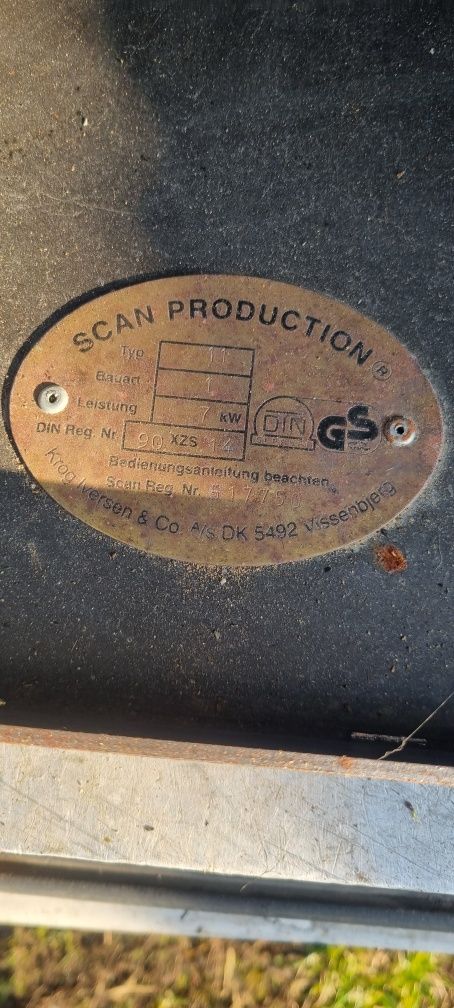 SCAN PRODUCTION ®
Typ 11
Bauart 1
Leistung 7 kW
DIN Reg. Nr. 90 XZS 14
DIN
GS
Bedienungsanleitung beachten
Scan Reg. Nr.
Krog Iversen & Co. A/S DK 5492 Vissenbjerg